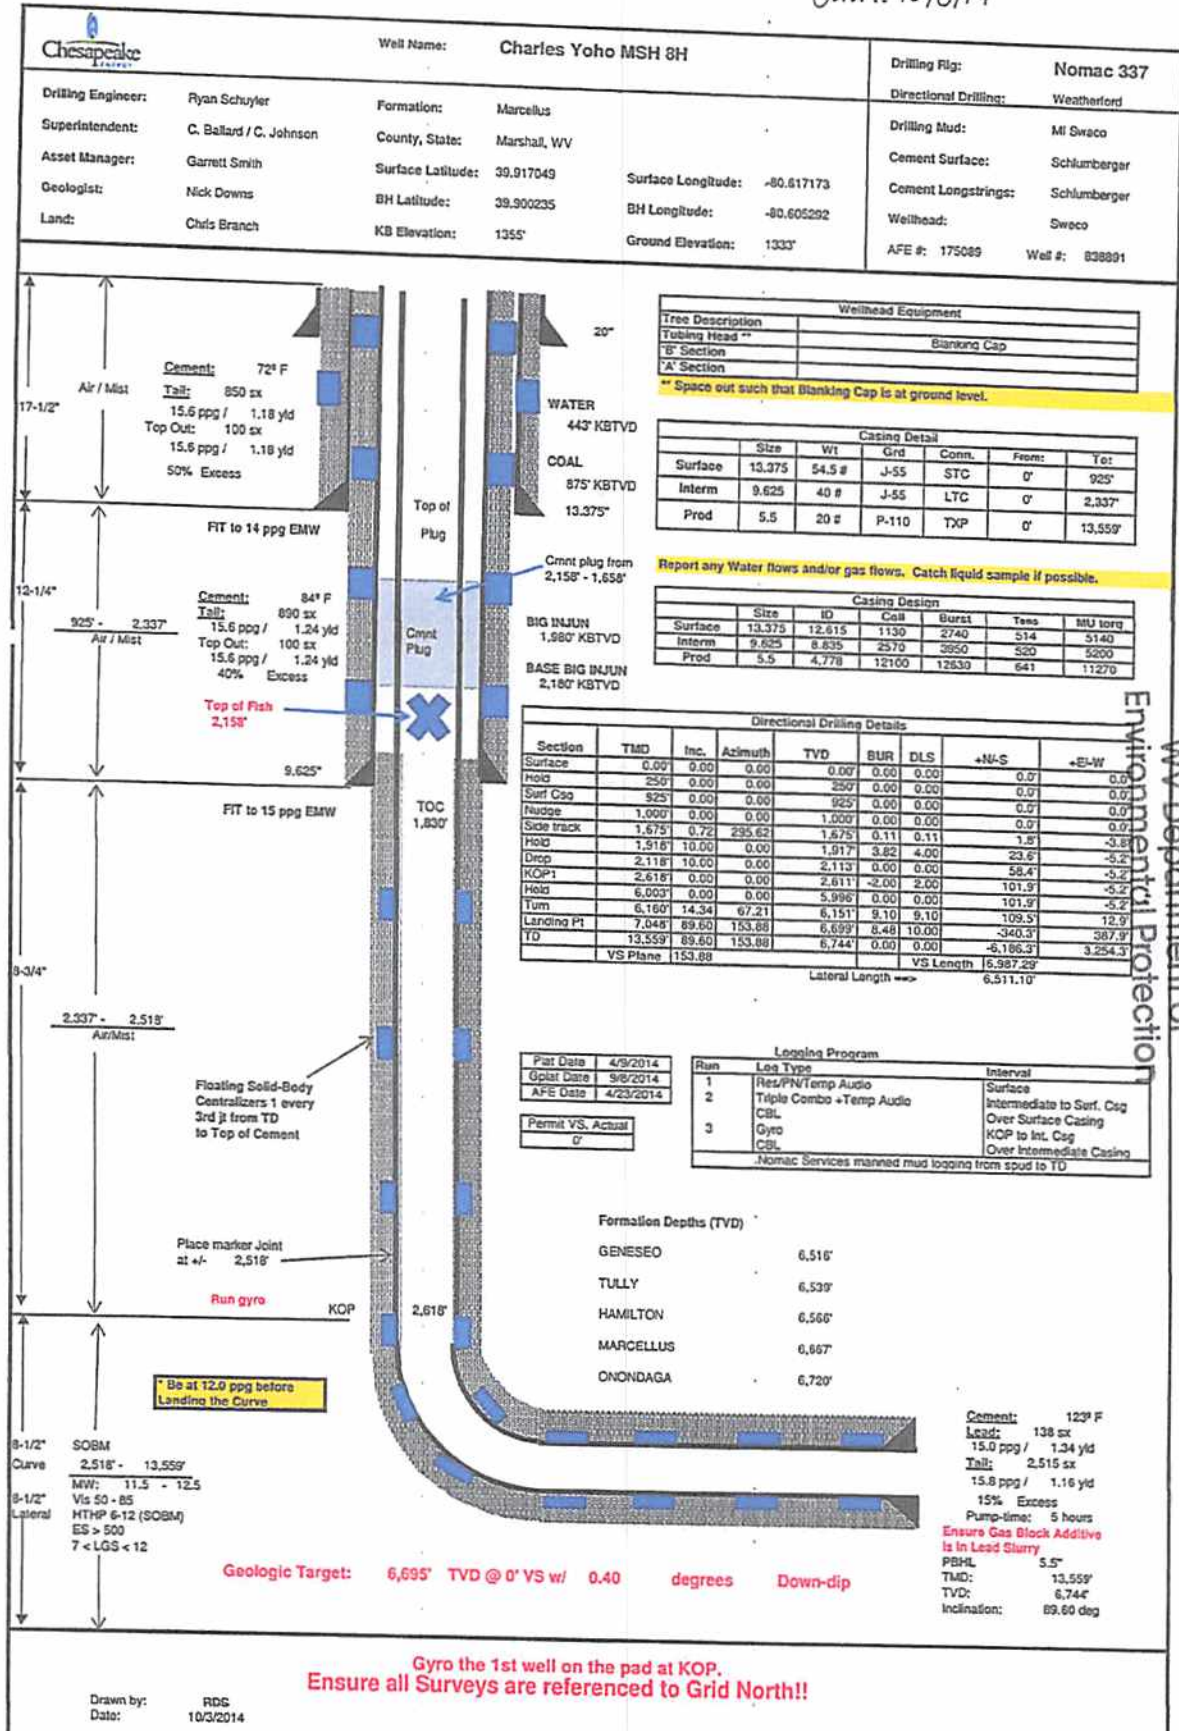 Chesapeake
ENERGY
Well Name: Charles Yoho MSH 8H
Drilling Rig: Nomac 337
Directional Drilling: Weatherford
Drilling Engineer: Ryan Schuyler
Formation: Marcellus
Drilling Mud: MI Swaco
Superintendent: C. Ballard / C. Johnson
County, State: Marshall, WV
Cement Surface: Schlumberger
Asset Manager: Garrett Smith
Surface Latitude: 39.917049
Surface Longitude: -80.617173
Cement Longstrings: Schlumberger
Geologist: Nick Downs
BH Latitude: 39.900235
BH Longitude: -80.605292
Wellhead: Sweco
Land: Chris Branch
KB Elevation: 1355'
Ground Elevation: 1333'
AFE #: 175089 Well #: 838891
17-1/2"
Air / Mist
Cement: 72º F
Tail: 850 sx
15.6 ppg / 1.18 yld
Top Out: 100 sx
15.6 ppg / 1.18 yld
50% Excess
20"
WATER
443' KBTVD
COAL
875' KBTVD
13.375"
FIT to 14 ppg EMW
Top of
Plug
Cmnt plug from
2,158' - 1,658'
12-1/4"
925' - 2,337'
Air / Mist
Cement: 84º F
Tail: 890 sx
15.6 ppg / 1.24 yld
Top Out: 100 sx
15.6 ppg / 1.24 yld
40% Excess
Cmnt
Plug
BIG INJUN
1,980' KBTVD
BASE BIG INJUN
2,180' KBTVD
Top of Fish
2,158'
9.625"
FIT to 15 ppg EMW
TOC
1,830'
Wellhead Equipment
Tree Description
Tubing Head ** Blanking Cap
'B' Section
'A' Section
** Space out such that Blanking Cap is at ground level.
Casing Detail
Size Wt Grd Conn. From: To:
Surface 13.375 54.5 # J-55 STC 0' 925'
Interm 9.625 40 # J-55 LTC 0' 2,337'
Prod 5.5 20 # P-110 TXP 0' 13,559'
Report any Water flows and/or gas flows. Catch liquid sample if possible.
Casing Design
Size ID Coll Burst Tens MU torq
Surface 13.375 12.615 1130 2740 514 5140
Interm 9.625 8.835 2570 3950 520 5200
Prod 5.5 4.778 12100 12630 641 11270
Directional Drilling Details
Section TMD Inc. Azimuth TVD BUR DLS +N/-S +E/-W
Surface 0.00' 0.00 0.00 0.00' 0.00 0.00 0.0' 0.0'
Hold 250' 0.00 0.00 250' 0.00 0.00 0.0' 0.0'
Surf Csg 925' 0.00 0.00 925' 0.00 0.00 0.0' 0.0'
Nudge 1,000' 0.00 0.00 1,000' 0.00 0.00 0.0' 0.0'
Side track 1,675' 0.72 295.62 1,675' 0.11 0.11 1.8' -3.8'
Hold 1,918' 10.00 0.00 1,917' 3.82 4.00 23.6' -5.2'
Drop 2,118' 10.00 0.00 2,113' 0.00 0.00 58.4' -5.2'
KOP1 2,618' 0.00 0.00 2,611' -2.00 2.00 101.9' -5.2'
Hold 6,003' 0.00 0.00 5,996' 0.00 0.00 101.9' -5.2'
Turn 6,160' 14.34 67.21 6,151' 9.10 9.10 109.5' 12.9'
Landing Pt 7,048' 89.60 153.88 6,699' 8.48 10.00 -340.3' 387.9'
TD 13,559' 89.60 153.88 6,744' 0.00 0.00 -6,186.3' 3,254.3'
VS Plane 153.88 VS Length 6,987.29'
Lateral Length ==> 6,511.10'
WV Department of
Environmental Protection
8-3/4"
2,337' - 2,518'
Air/Mist
Floating Solid-Body
Centralizers 1 every
3rd jt from TD
to Top of Cement
Plat Date 4/9/2014
Gplat Date 9/8/2014
AFE Date 4/23/2014
Permit VS. Actual
0'
Logging Program
Run Log Type Interval
1 Res/PN/Temp Audio Surface
2 Triple Combo +Temp Audio Intermediate to Surf. Csg
CBL Over Surface Casing
3 Gyro KOP to Int. Csg
CBL Over Intermediate Casing
.Nomac Services manned mud logging from spud to TD
Place marker Joint
at +/- 2,518'
Run gyro
KOP 2,618'
Formation Depths (TVD)
GENESEO 6,516'
TULLY 6,539'
HAMILTON 6,566'
MARCELLUS 6,667'
ONONDAGA 6,720'
* Be at 12.0 ppg before
Landing the Curve
8-1/2"
Curve
8-1/2"
Lateral
SOBM
2,518' - 13,559'
MW: 11.5 - 12.5
Vis 50 - 85
HTHP 6-12 (SOBM)
ES > 500
7 < LGS < 12
Cement: 123º F
Lead: 138 sx
15.0 ppg / 1.34 yld
Tail: 2,515 sx
15.8 ppg / 1.16 yld
15% Excess
Pump-time: 5 hours
Ensure Gas Block Additive
is in Lead Slurry
PBHL 5.5"
TMD: 13,559'
TVD: 6,744'
Inclination: 89.60 deg
Geologic Target: 6,695' TVD @ 0' VS w/ 0.40 degrees Down-dip
Gyro the 1st well on the pad at KOP.
Ensure all Surveys are referenced to Grid North!!
Drawn by: RDS
Date: 10/3/2014